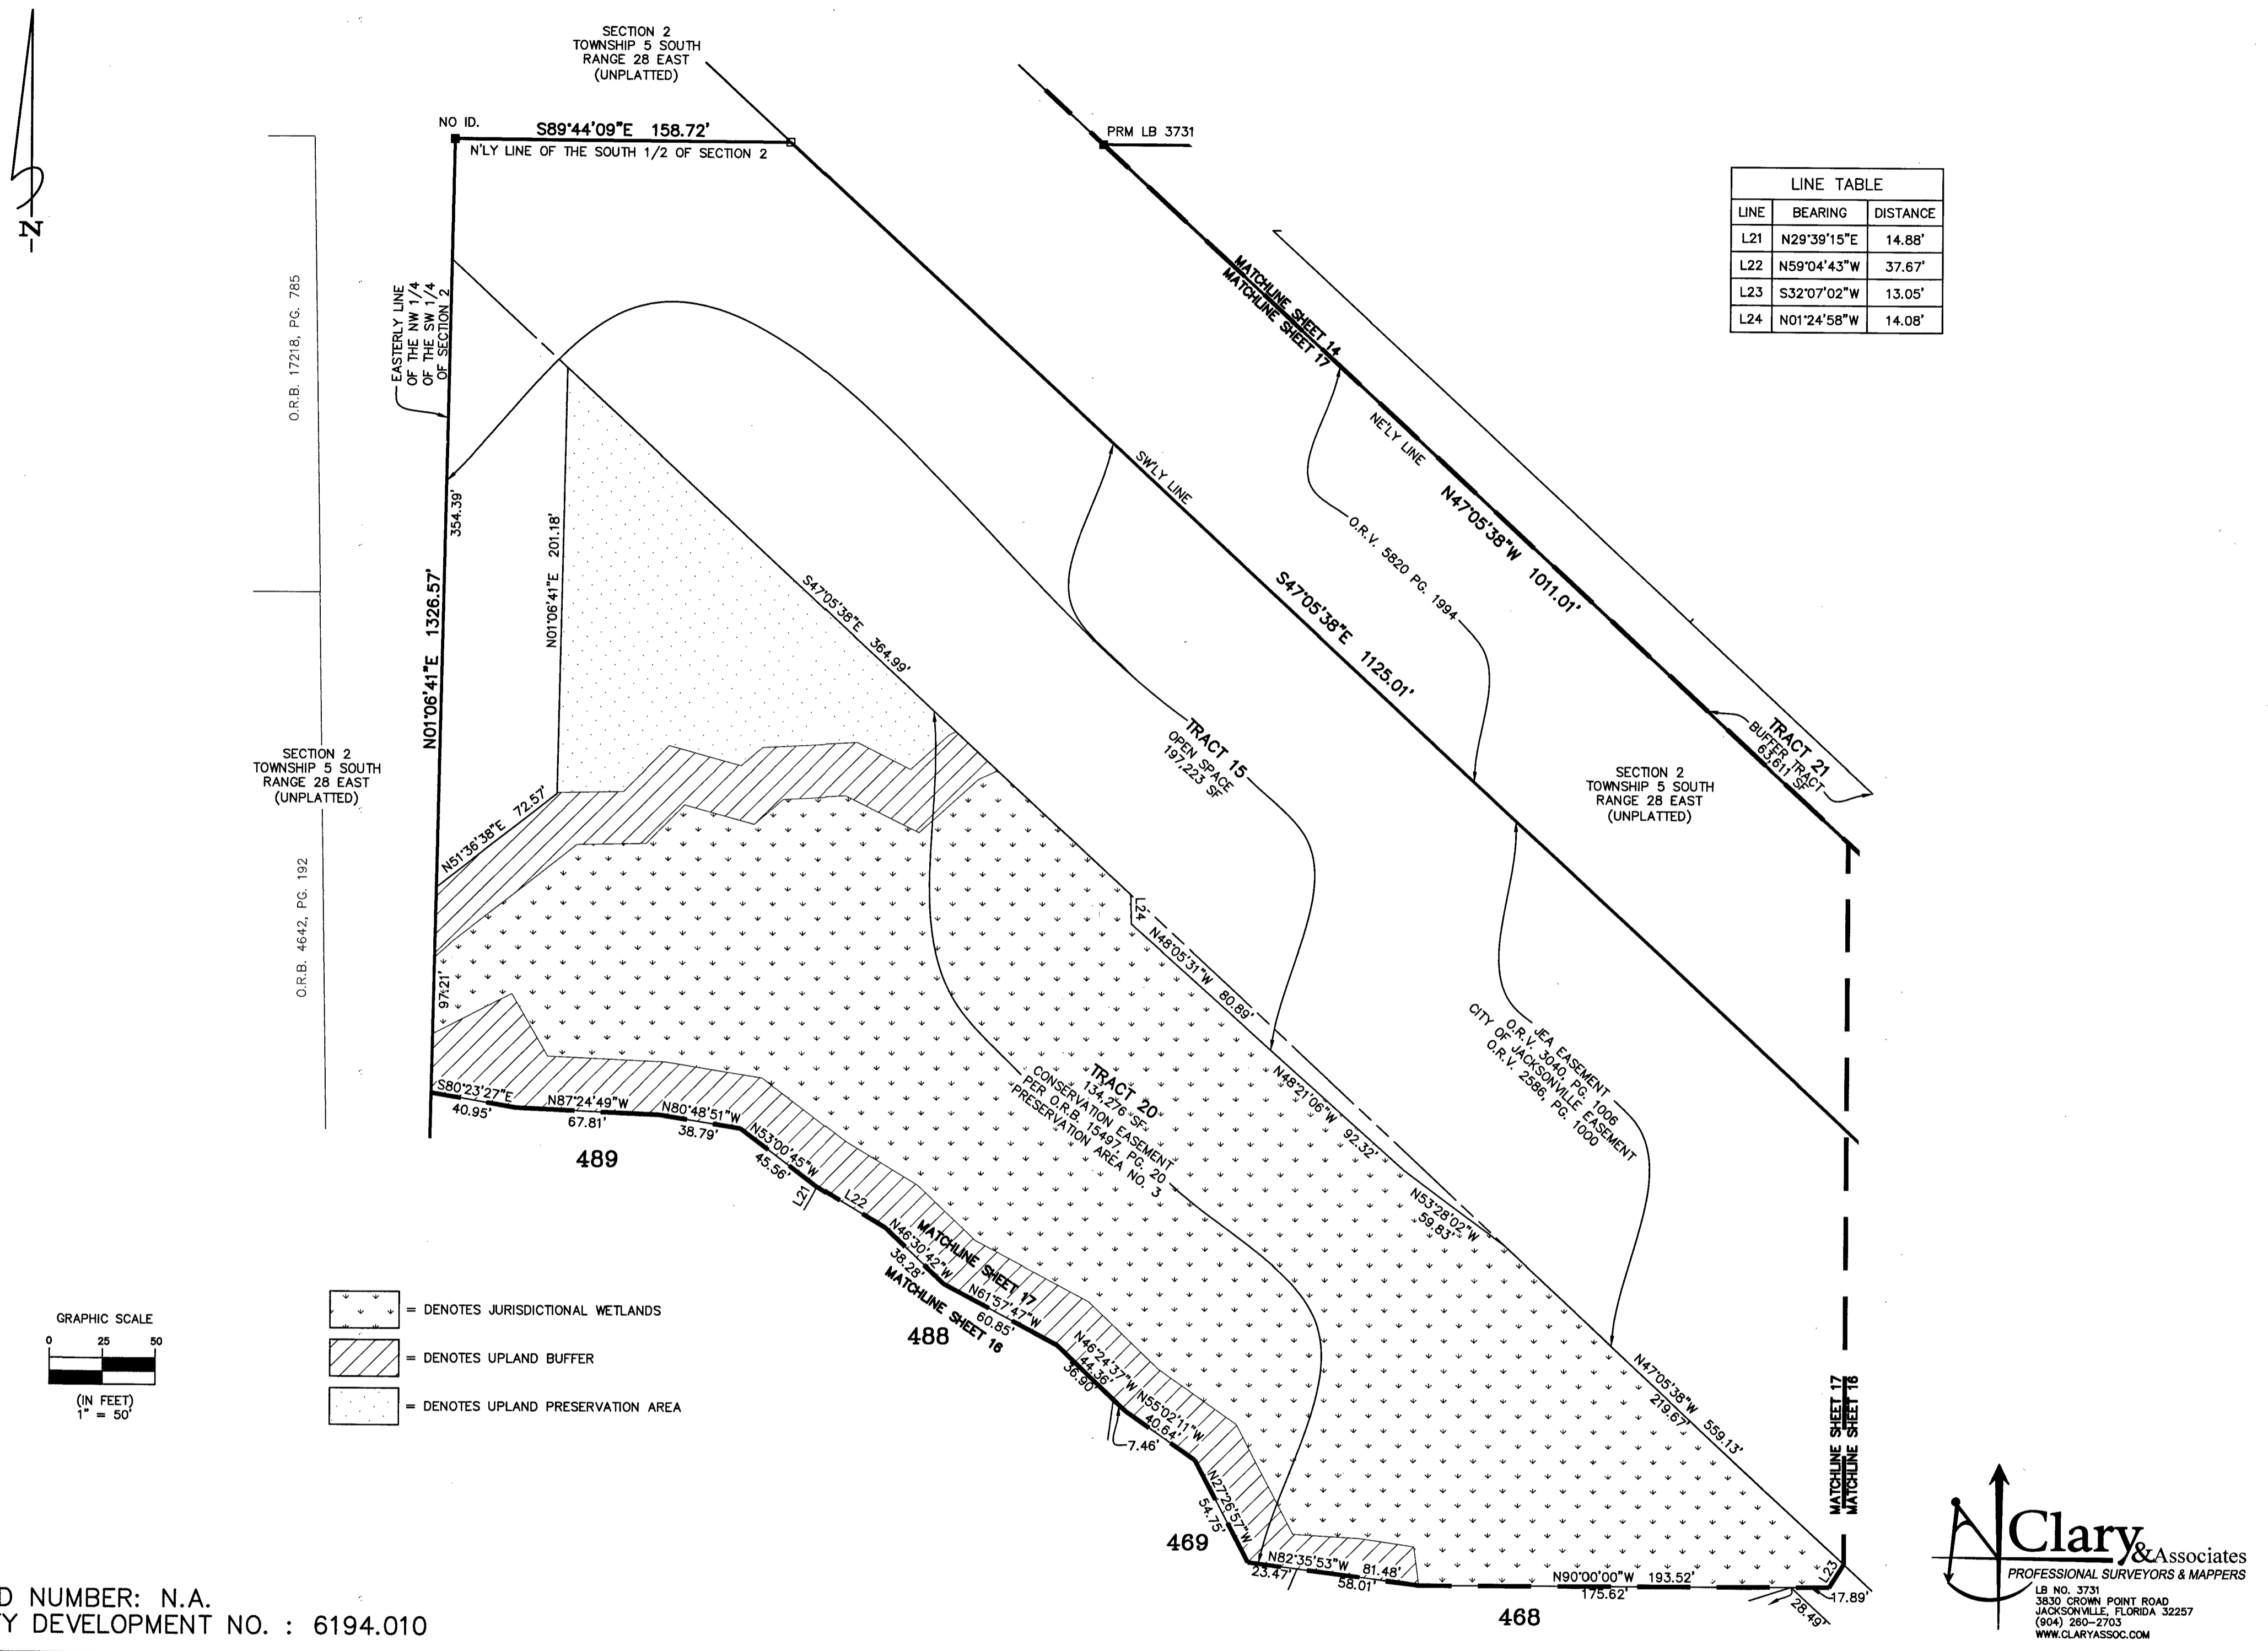 SECTION 2
TOWNSHIP 5 SOUTH
RANGE 28 EAST
(UNPLATTED)
NO ID.
S89°44'09"E 158.72'
N'LY LINE OF THE SOUTH 1/2 OF SECTION 2
PRM LB 3731
N
LINE TABLE
LINE BEARING DISTANCE
L21 N29°39'15"E 14.88'
L22 N59°04'43"W 37.67'
L23 S32°07'02"W 13.05'
L24 N01°24'58"W 14.08'
O.R.B. 17218, PG. 785
EASTERLY LINE
OF THE NW 1/4
OF THE SW 1/4
OF SECTION 2
MATCHLINE SHEET 14
MATCHLINE SHEET 17
NE'LY LINE
SW'LY LINE
N47°05'38"W 1011.01'
O.R.V. 5820 PG. 1994
S47°05'38"E 1125.01'
354.39'
N01°06'41"E 201.18'
S47°05'38"E 364.99'
N01°06'41"E 1326.57'
TRACT 15
OPEN SPACE
197,223 SF
TRACT 21
BUFFER TRACT
63,611 SF
SECTION 2
TOWNSHIP 5 SOUTH
RANGE 28 EAST
(UNPLATTED)
SECTION 2
TOWNSHIP 5 SOUTH
RANGE 28 EAST
(UNPLATTED)
N51°36'38"E 72.57'
O.R.B. 4642, PG. 192
97.21'
L24
N48°05'31"W 80.89'
N48°21'06"W 92.32'
N53°28'02"W
59.83'
JEA EASEMENT
O.R.V. 3040, PG. 1006
CITY OF JACKSONVILLE EASEMENT
O.R.V. 2586, PG. 1000
TRACT 20
134,276 SF
CONSERVATION EASEMENT
PER O.R.B. 15497, PG. 20
PRESERVATION AREA NO. 3
S80°23'27"E
40.95'
N87°24'49"W
67.81'
N80°48'51"W
38.79'
489
N53°00'45"W
45.56'
L21
L22
N46°30'42"W
38.28'
MATCHLINE SHEET 17
MATCHLINE SHEET 16
N61°57'47"W
60.85'
488
N46°24'37"W
44.36'
36.90'
7.46'
N55°02'11"W
40.64'
N27°26'57"W
54.75'
469
N82°35'53"W 81.48'
23.47'
58.01'
N90°00'00"W 193.52'
175.62'
468
N47°05'38"W 559.13'
219.67'
MATCHLINE SHEET 17
MATCHLINE SHEET 16
L23
17.89'
28.49'
GRAPHIC SCALE
0 25 50
(IN FEET)
1" = 50'
= DENOTES JURISDICTIONAL WETLANDS
= DENOTES UPLAND BUFFER
= DENOTES UPLAND PRESERVATION AREA
D NUMBER: N.A.
Y DEVELOPMENT NO. : 6194.010
Clary & Associates
PROFESSIONAL SURVEYORS & MAPPERS
LB NO. 3731
3830 CROWN POINT ROAD
JACKSONVILLE, FLORIDA 32257
(904) 260-2703
WWW.CLARYASSOC.COM